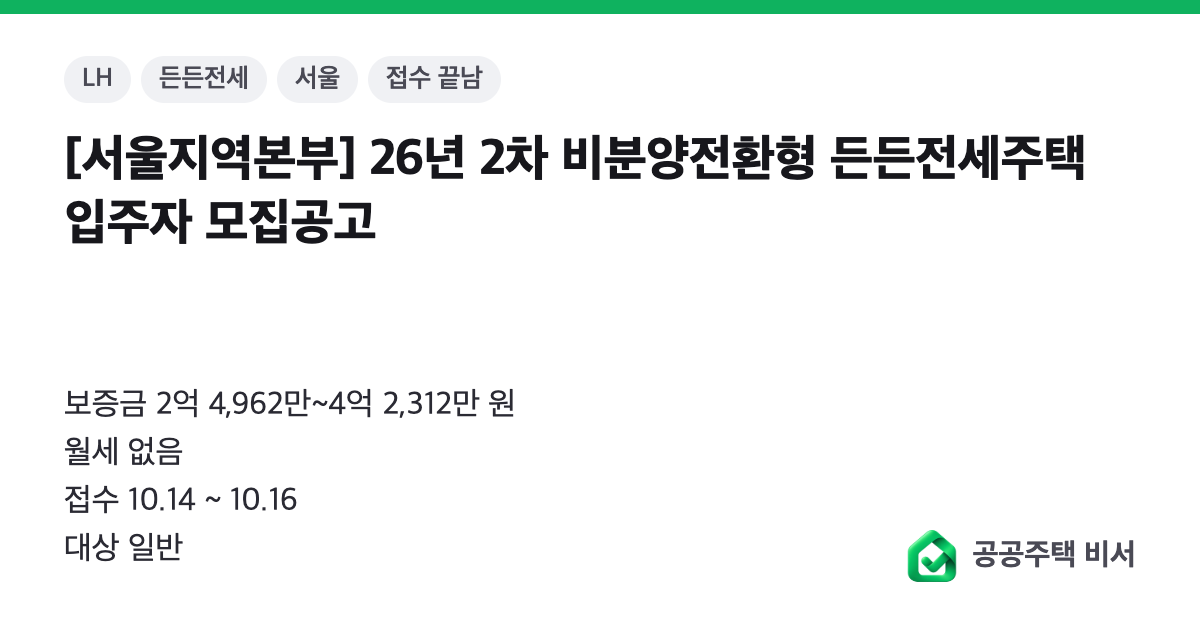 LH 든든전세 서울 접수 끝남
[서울지역본부] 26년 2차 비분양전환형 든든전세주택
입주자 모집공고
보증금 2억 4,962만~4억 2,312만 원
월세 없음
접수 10.14 ~ 10.16
대상 일반
공공주택 비서